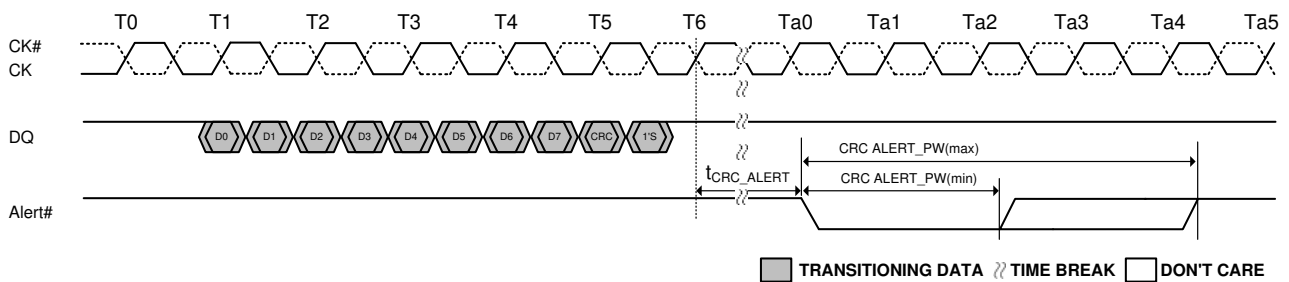 T0 T1 T2 T3 T4 T5 T6 Ta0 Ta1 Ta2 Ta3 Ta4 Ta5
CK#
CK
DQ
D0 D1 D2 D3 D4 D5 D6 D7 CRC 1'S
CRC ALERT_PW(max)
tCRC_ALERT
CRC ALERT_PW(min)
Alert#
TRANSITIONING DATA TIME BREAK DON'T CARE